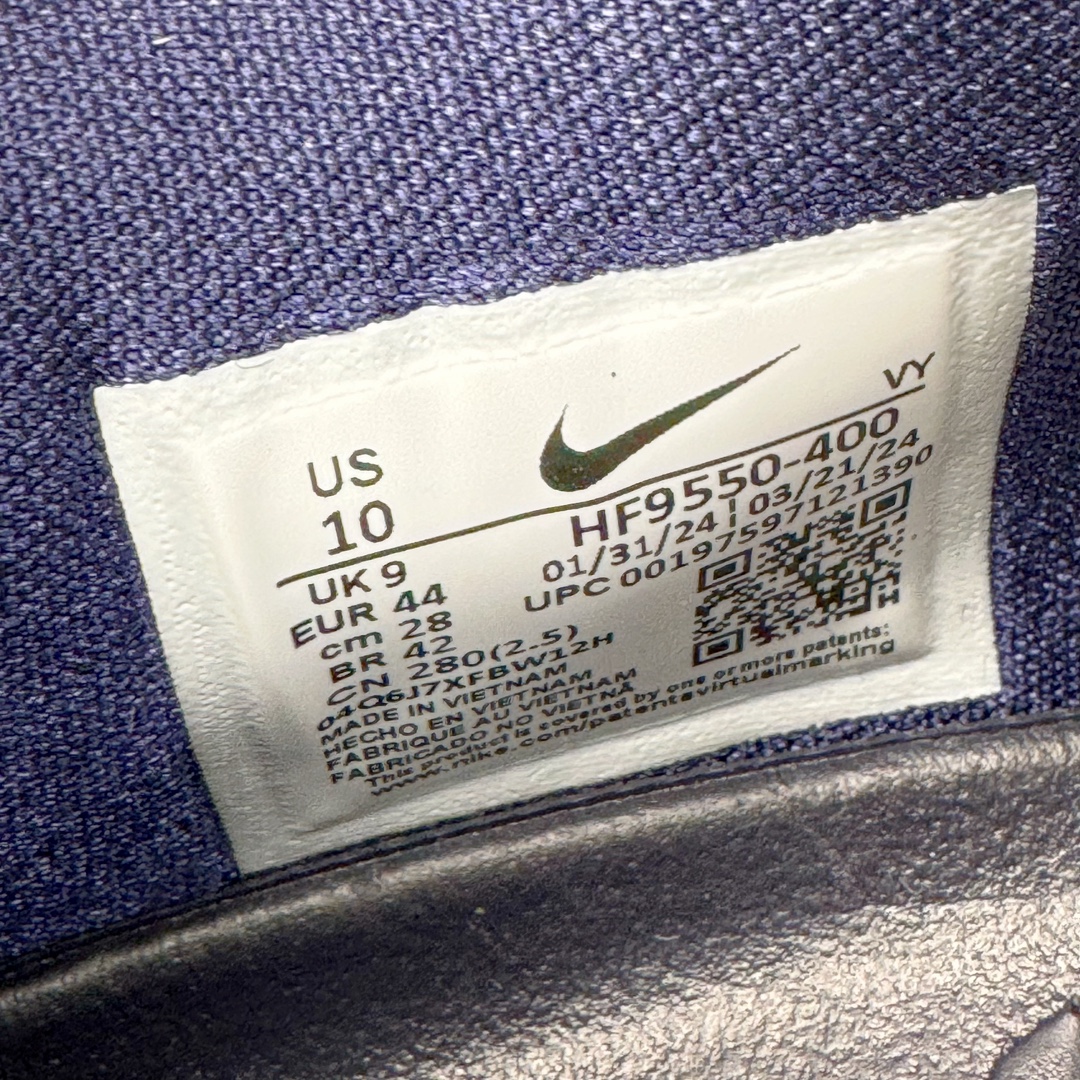 VY
US
10
HF9550-400
01/31/24 03/21/24
UPC 00197597121390
UK 9
EUR 44
cm 28
BR 42
CN 280(2.5)
04Q6J7XFBW12H
MADE IN VIETNAM
HECHO EN VIETNAM
FABRIQUE AU VIETNAM
FABRICADO NO VIETNÃ
This product is covered by one or more patents:
www.nike.com/patentsvirtualmarking
H